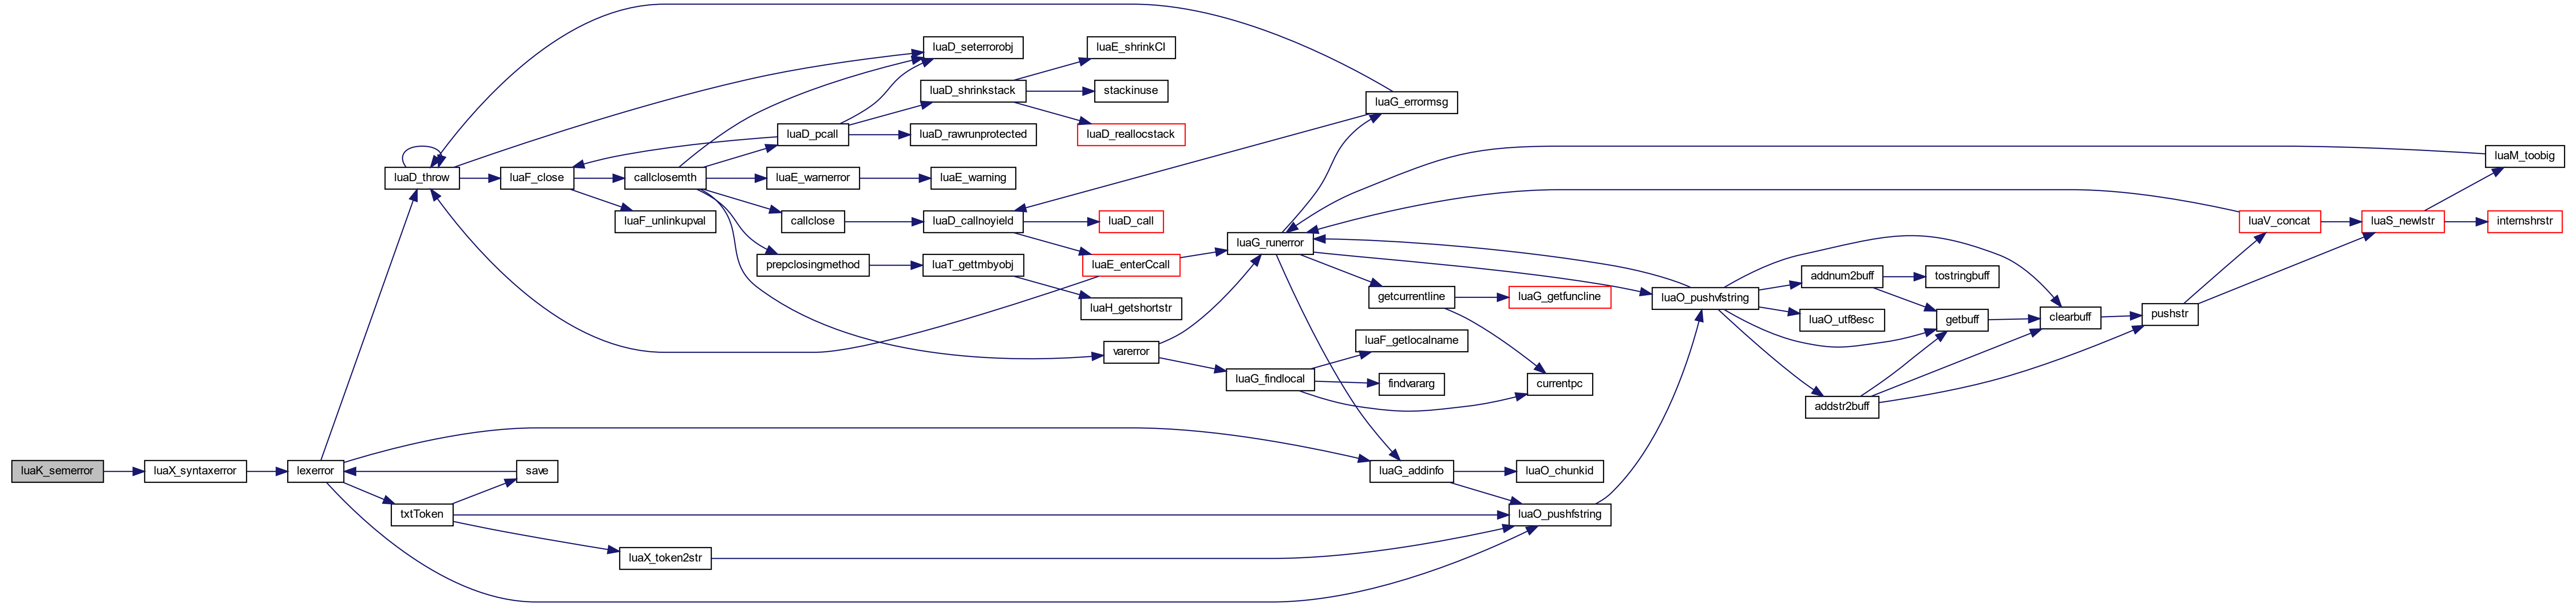 luaK_semerror
luaX_syntaxerror
lexerror
luaD_throw
txtToken
luaF_close
save
luaX_token2str
callclosemth
luaF_unlinkupval
luaD_pcall
luaE_warnerror
callclose
prepclosingmethod
luaD_seterrorobj
luaD_shrinkstack
luaD_rawrunprotected
luaE_warning
luaD_callnoyield
luaT_gettmbyobj
luaE_shrinkCI
stackinuse
luaD_reallocstack
luaD_call
luaE_enterCcall
luaH_getshortstr
varerror
luaG_runerror
luaG_findlocal
luaG_errormsg
getcurrentline
luaF_getlocalname
findvararg
luaG_addinfo
luaG_getfuncline
currentpc
luaO_chunkid
luaO_pushfstring
luaO_pushvfstring
addnum2buff
luaO_utf8esc
addstr2buff
tostringbuff
getbuff
clearbuff
pushstr
luaV_concat
luaS_newlstr
luaM_toobig
internshrstr